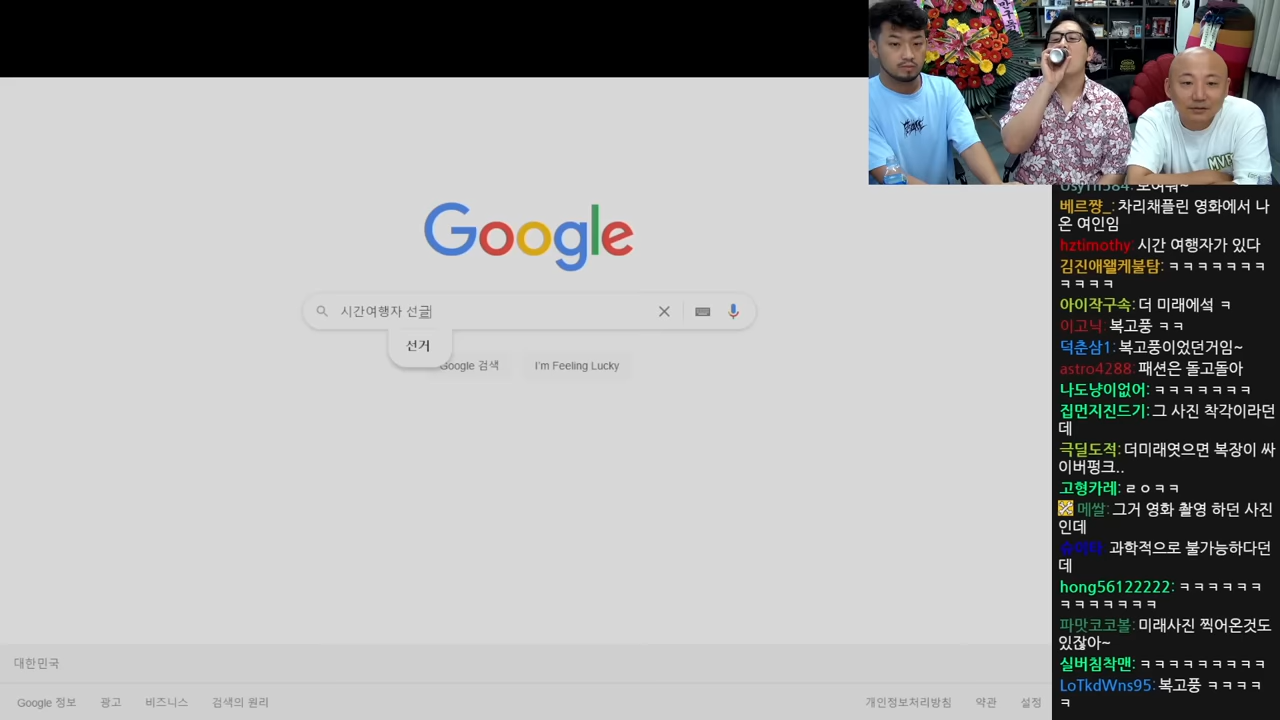 Google
시간여행자 선글
선거
Google 검색
I'm Feeling Lucky
대한민국
Google 정보
광고
비즈니스
검색의 원리
개인정보처리방침
약관
설정
MVP
베르쨩_: 차리채플린 영화에서 나
온 여인임
hztimothy: 시간 여행자가 있다
김진애왤케불탐: ㅋㅋㅋㅋㅋㅋㅋ
ㅋㅋㅋㅋ
아이작구속: 더 미래에섴 ㅋ
이고닉: 복고풍 ㅋㅋ
덕춘삼1: 복고풍이었던거임~
astro4288: 패션은 돌고돌아
나도냥이없어: ㅋㅋㅋㅋㅋㅋㅋ
집먼지진드기: 그 사진 착각이라던
데
극딜도적: 더미래엿으면 복장이 싸
이버펑크..
고형카레: ㄹㅇㅋㅋ
메쌀: 그거 영화 촬영 하던 사진
인데
과학적으로 불가능하다던
데
hong56122222: ㅋㅋㅋㅋㅋㅋ
ㅋㅋㅋㅋㅋㅋㅋ
파맛코코볼: 미래사진 찍어온것도
있잖아~
실버침착맨: ㅋㅋㅋㅋㅋㅋㅋㅋㅋ
LoTkdWns95: 복고풍 ㅋㅋㅋㅋ
ㅋ